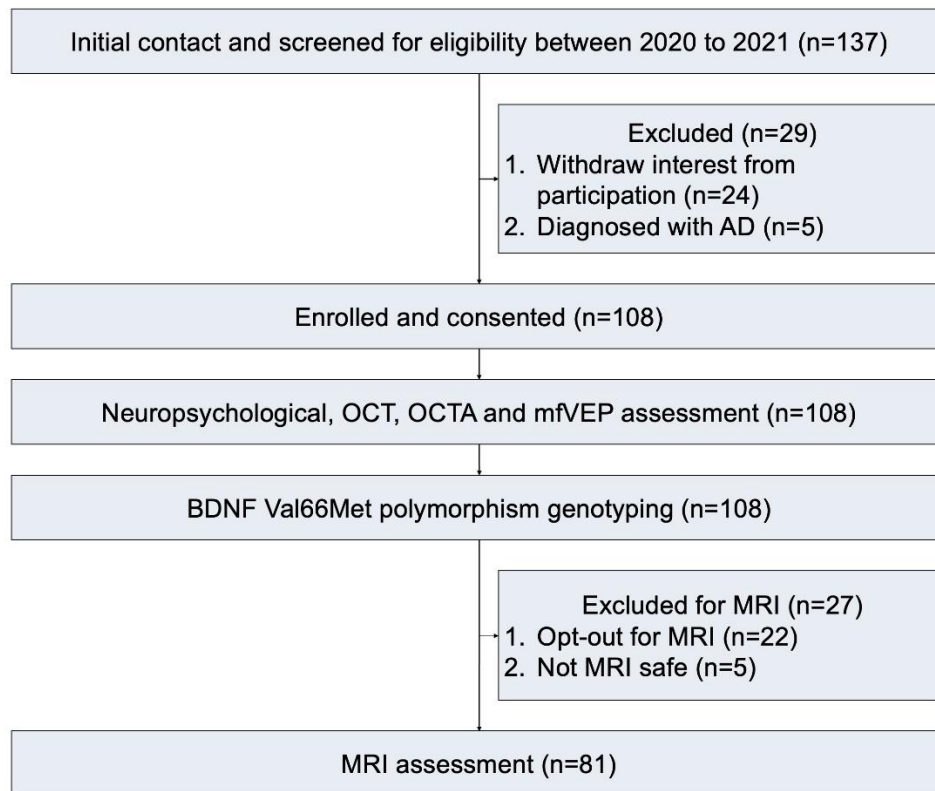 Initial contact and screened for eligibility between 2020 to 2021 (n=137)
Excluded (n=29)
1. Withdraw interest from
participation (n=24)
2. Diagnosed with AD (n=5)
Enrolled and consented (n=108)
Neuropsychological, OCT, OCTA and mfVEP assessment (n=108)
BDNF Val66Met polymorphism genotyping (n=108)
Excluded for MRI (n=27)
1. Opt-out for MRI (n=22)
2. Not MRI safe (n=5)
MRI assessment (n=81)